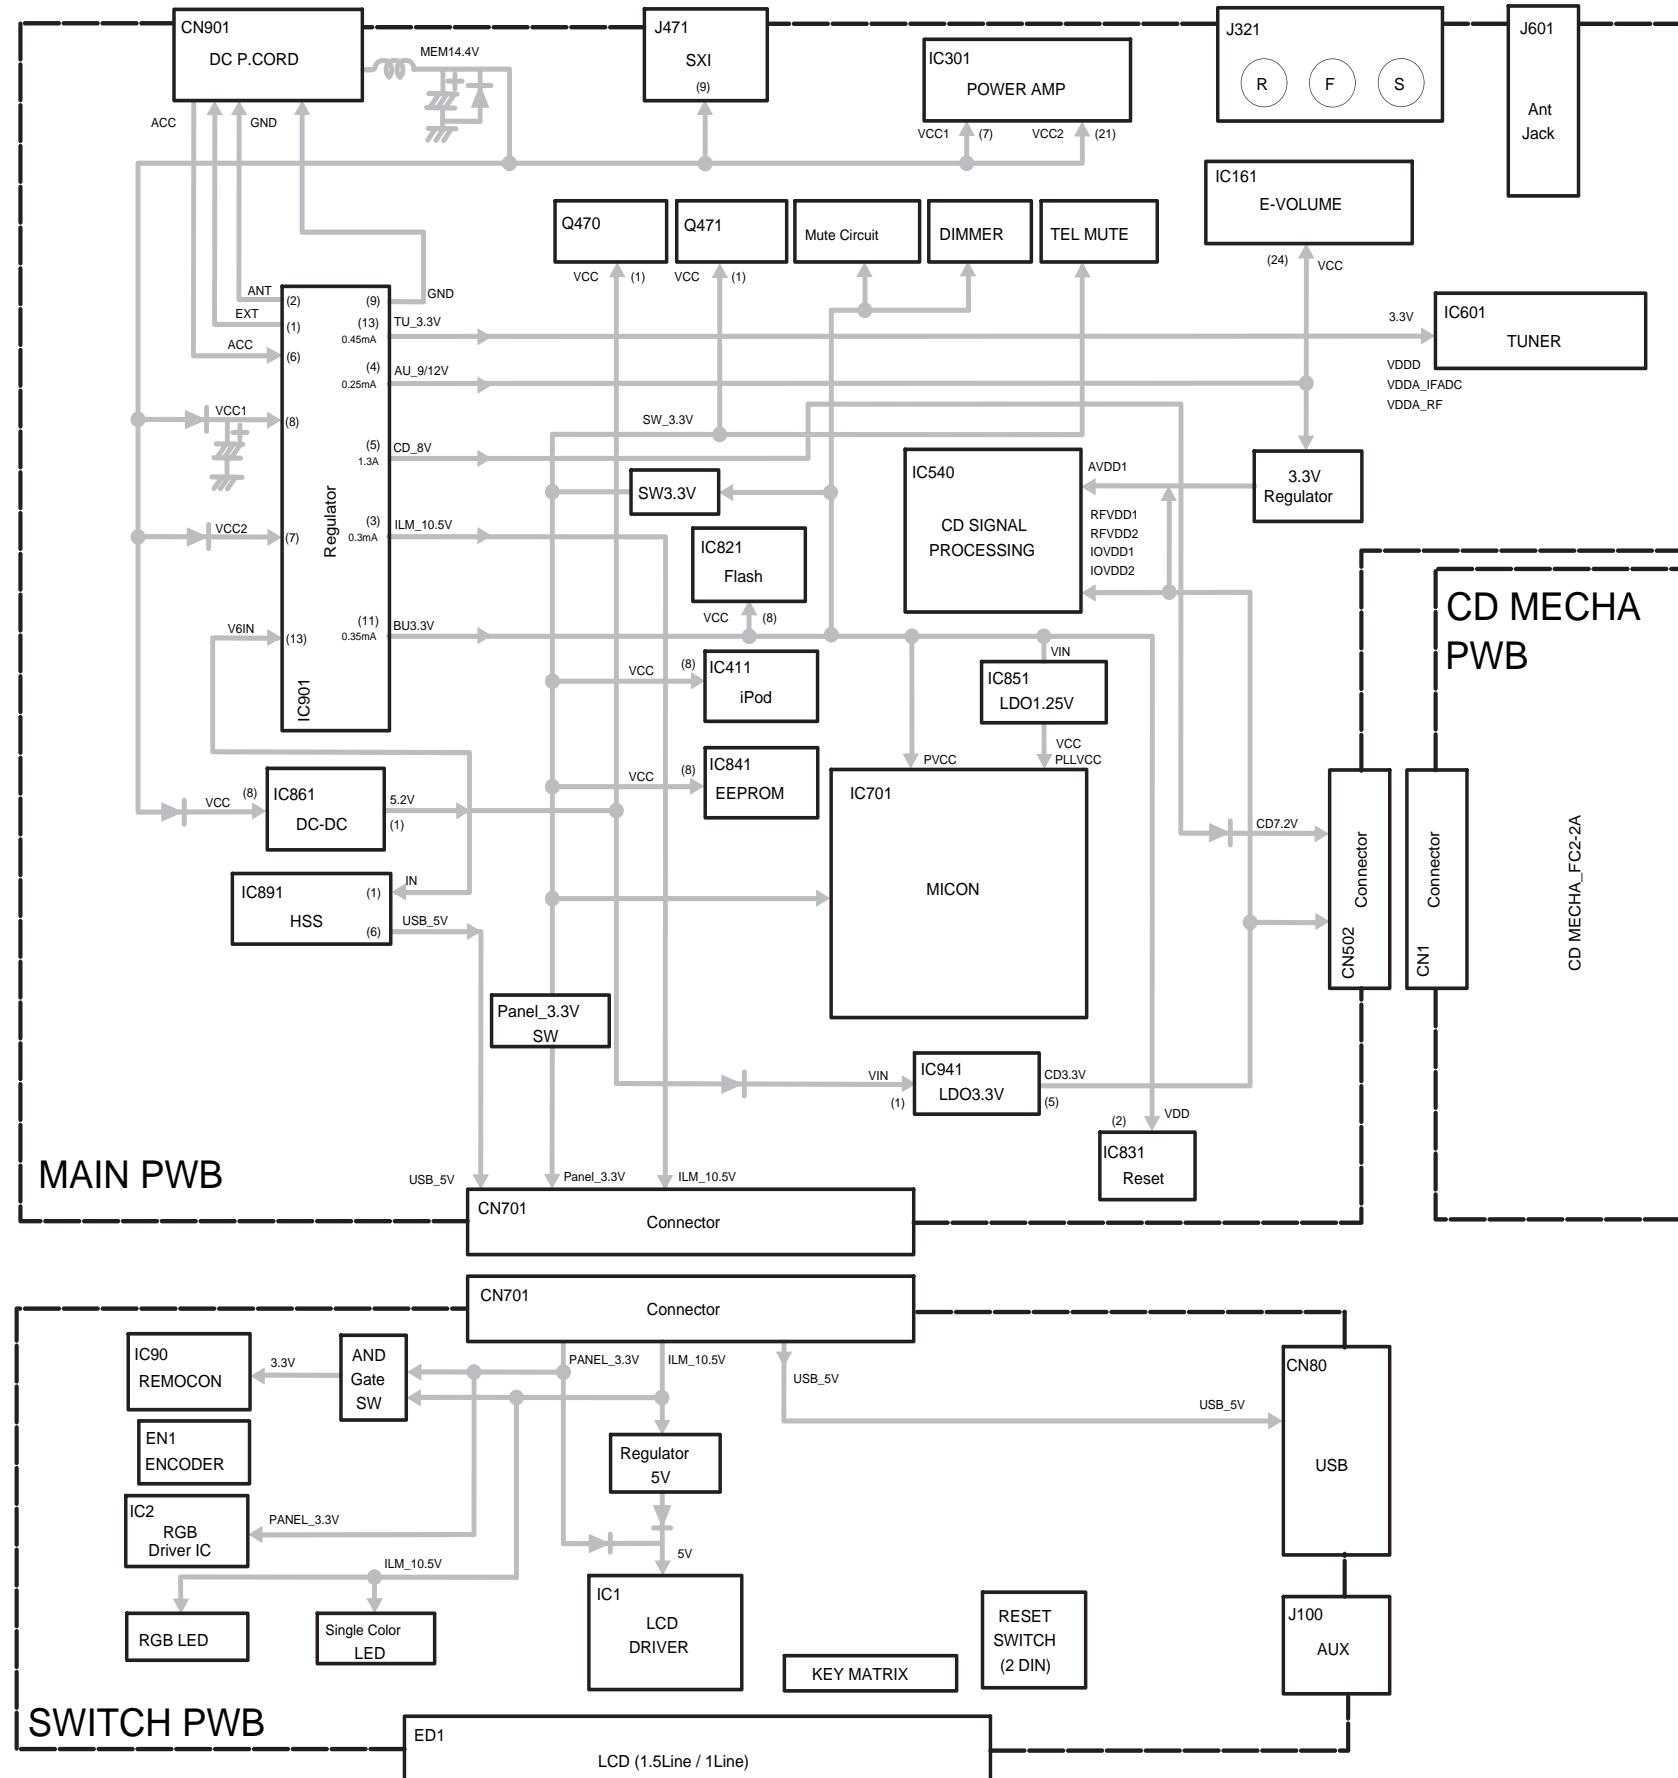 CN901
DC P.CORD
MEM14.4V
J471
SXI
(9)
IC301
POWER AMP
J321
R F S
J601
Ant
Jack
ACC
GND
VCC1 (7) VCC2 (21)
IC161
E-VOLUME
(24) VCC
Q470
VCC (1)
Q471
VCC (1)
Mute Circuit
DIMMER
TEL MUTE
ANT (2)
EXT (1)
ACC (6)
(9) GND
(13) TU_3.3V
0.45mA
(4) AU_9/12V
0.25mA
VCC1 (8)
(5) CD_8V
1.3A
VCC2 (7)
(3) ILM_10.5V
0.3mA
V6IN (13)
(11) BU3.3V
0.35mA
Regulator
IC901
3.3V
IC601
TUNER
VDDD
VDDA_IFADC
VDDA_RF
SW_3.3V
SW3.3V
IC540
CD SIGNAL
PROCESSING
AVDD1
RFVDD1
RFVDD2
IOVDD1
IOVDD2
3.3V
Regulator
IC821
Flash
VCC (8)
VCC (8)
IC411
iPod
VIN
IC851
LDO1.25V
VCC
PLLVCC
PVCC
VCC (8)
IC841
EEPROM
IC701
MICON
VCC (8)
IC861
DC-DC
5.2V
(1)
IC891
HSS
(1) IN
(6) USB_5V
CD7.2V
CN502
Connector
CD MECHA
PWB
CN1
Connector
CD MECHA_FC2-2A
Panel_3.3V
SW
VIN
(1)
IC941
LDO3.3V
CD3.3V
(5)
(2) VDD
IC831
Reset
MAIN PWB
USB_5V Panel_3.3V ILM_10.5V
CN701
Connector
CN701
Connector
PANEL_3.3V ILM_10.5V
USB_5V
USB_5V
IC90
REMOCON
3.3V
AND
Gate
SW
EN1
ENCODER
IC2
RGB
Driver IC
PANEL_3.3V
ILM_10.5V
RGB LED
Single Color
LED
Regulator
5V
5V
IC1
LCD
DRIVER
KEY MATRIX
RESET
SWITCH
(2 DIN)
CN80
USB
J100
AUX
SWITCH PWB
ED1
LCD (1.5Line / 1Line)